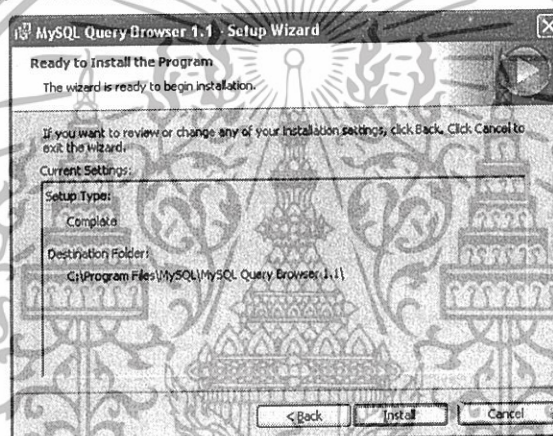 MySQL Query Browser 1.1 - Setup Wizard
Ready to Install the Program
The wizard is ready to begin installation.
If you want to review or change any of your installation settings, click Back. Click Cancel to
exit the wizard.
Current Settings:
Setup Type:
Complete
Destination Folder:
C:\Program Files\MySQL\MySQL Query Browser 1.1\
< Back
Install
Cancel